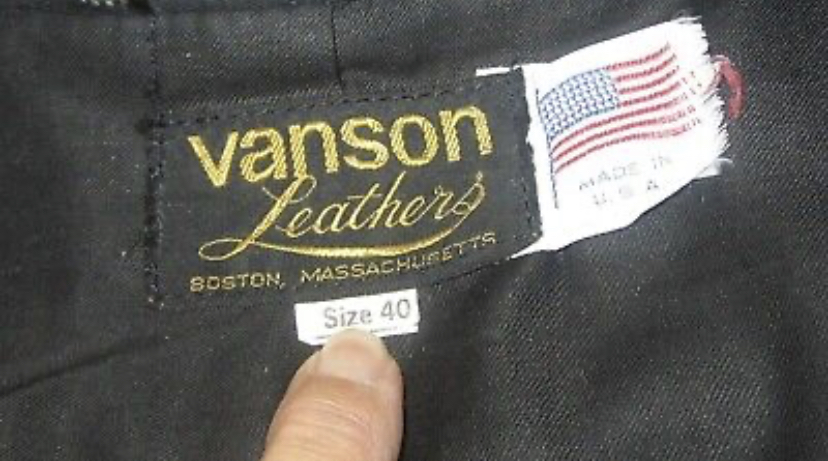 vanson
Leathers
BOSTON, MASSACHUSETTS
Size 40
MADE IN
U.S.A